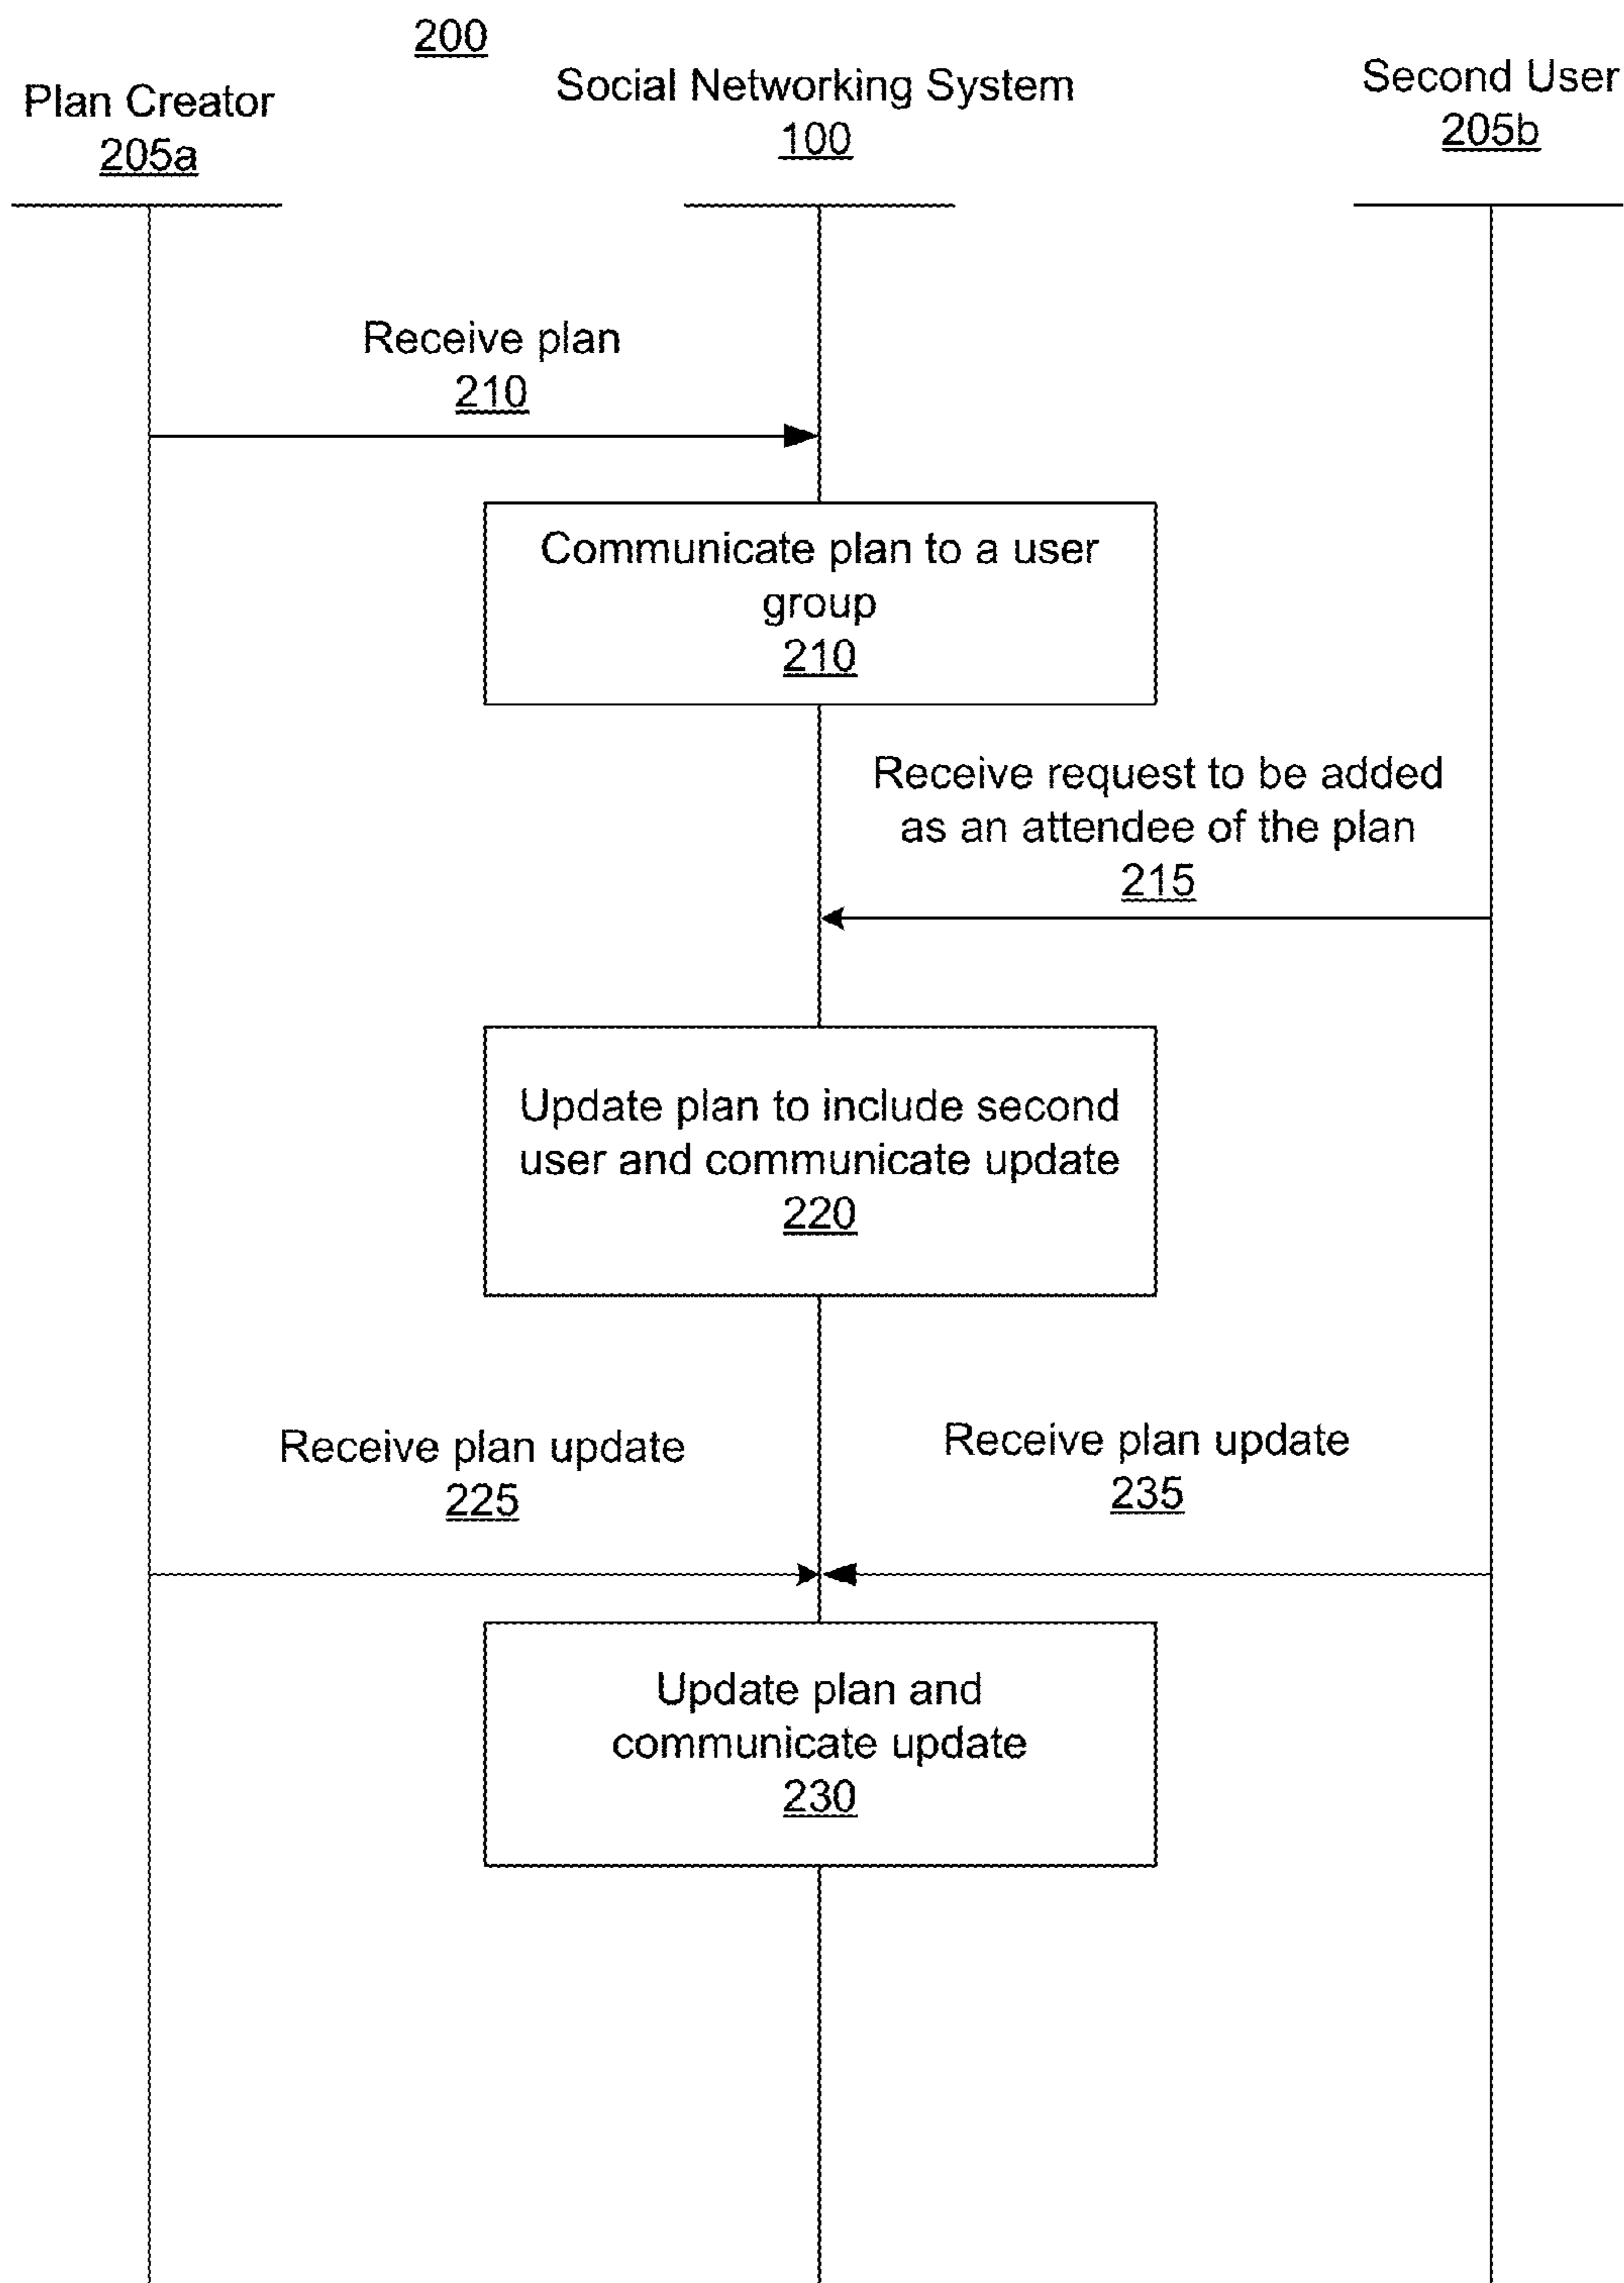 200
Plan Creator
205a
Social Networking System
100
Second User
205b
Receive plan
210
Communicate plan to a user
group
210
Receive request to be added
as an attendee of the plan
215
Update plan to include second
user and communicate update
220
Receive plan update
225
Receive plan update
235
Update plan and
communicate update
230